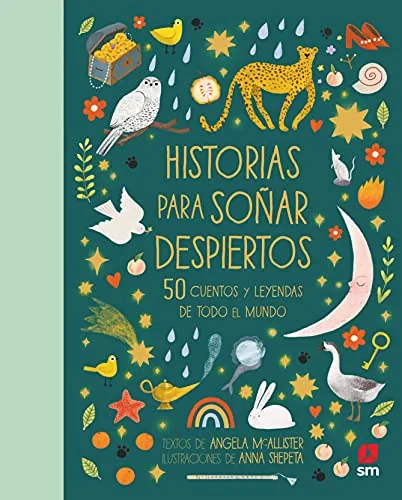 HISTORIAS
PARA SOÑAR
DESPIERTOS
50 CUENTOS Y LEYENDAS
DE TODO EL MUNDO
TEXTOS DE ANGELA McALLISTER
ILUSTRACIONES DE ANNA SHEPETA
sm